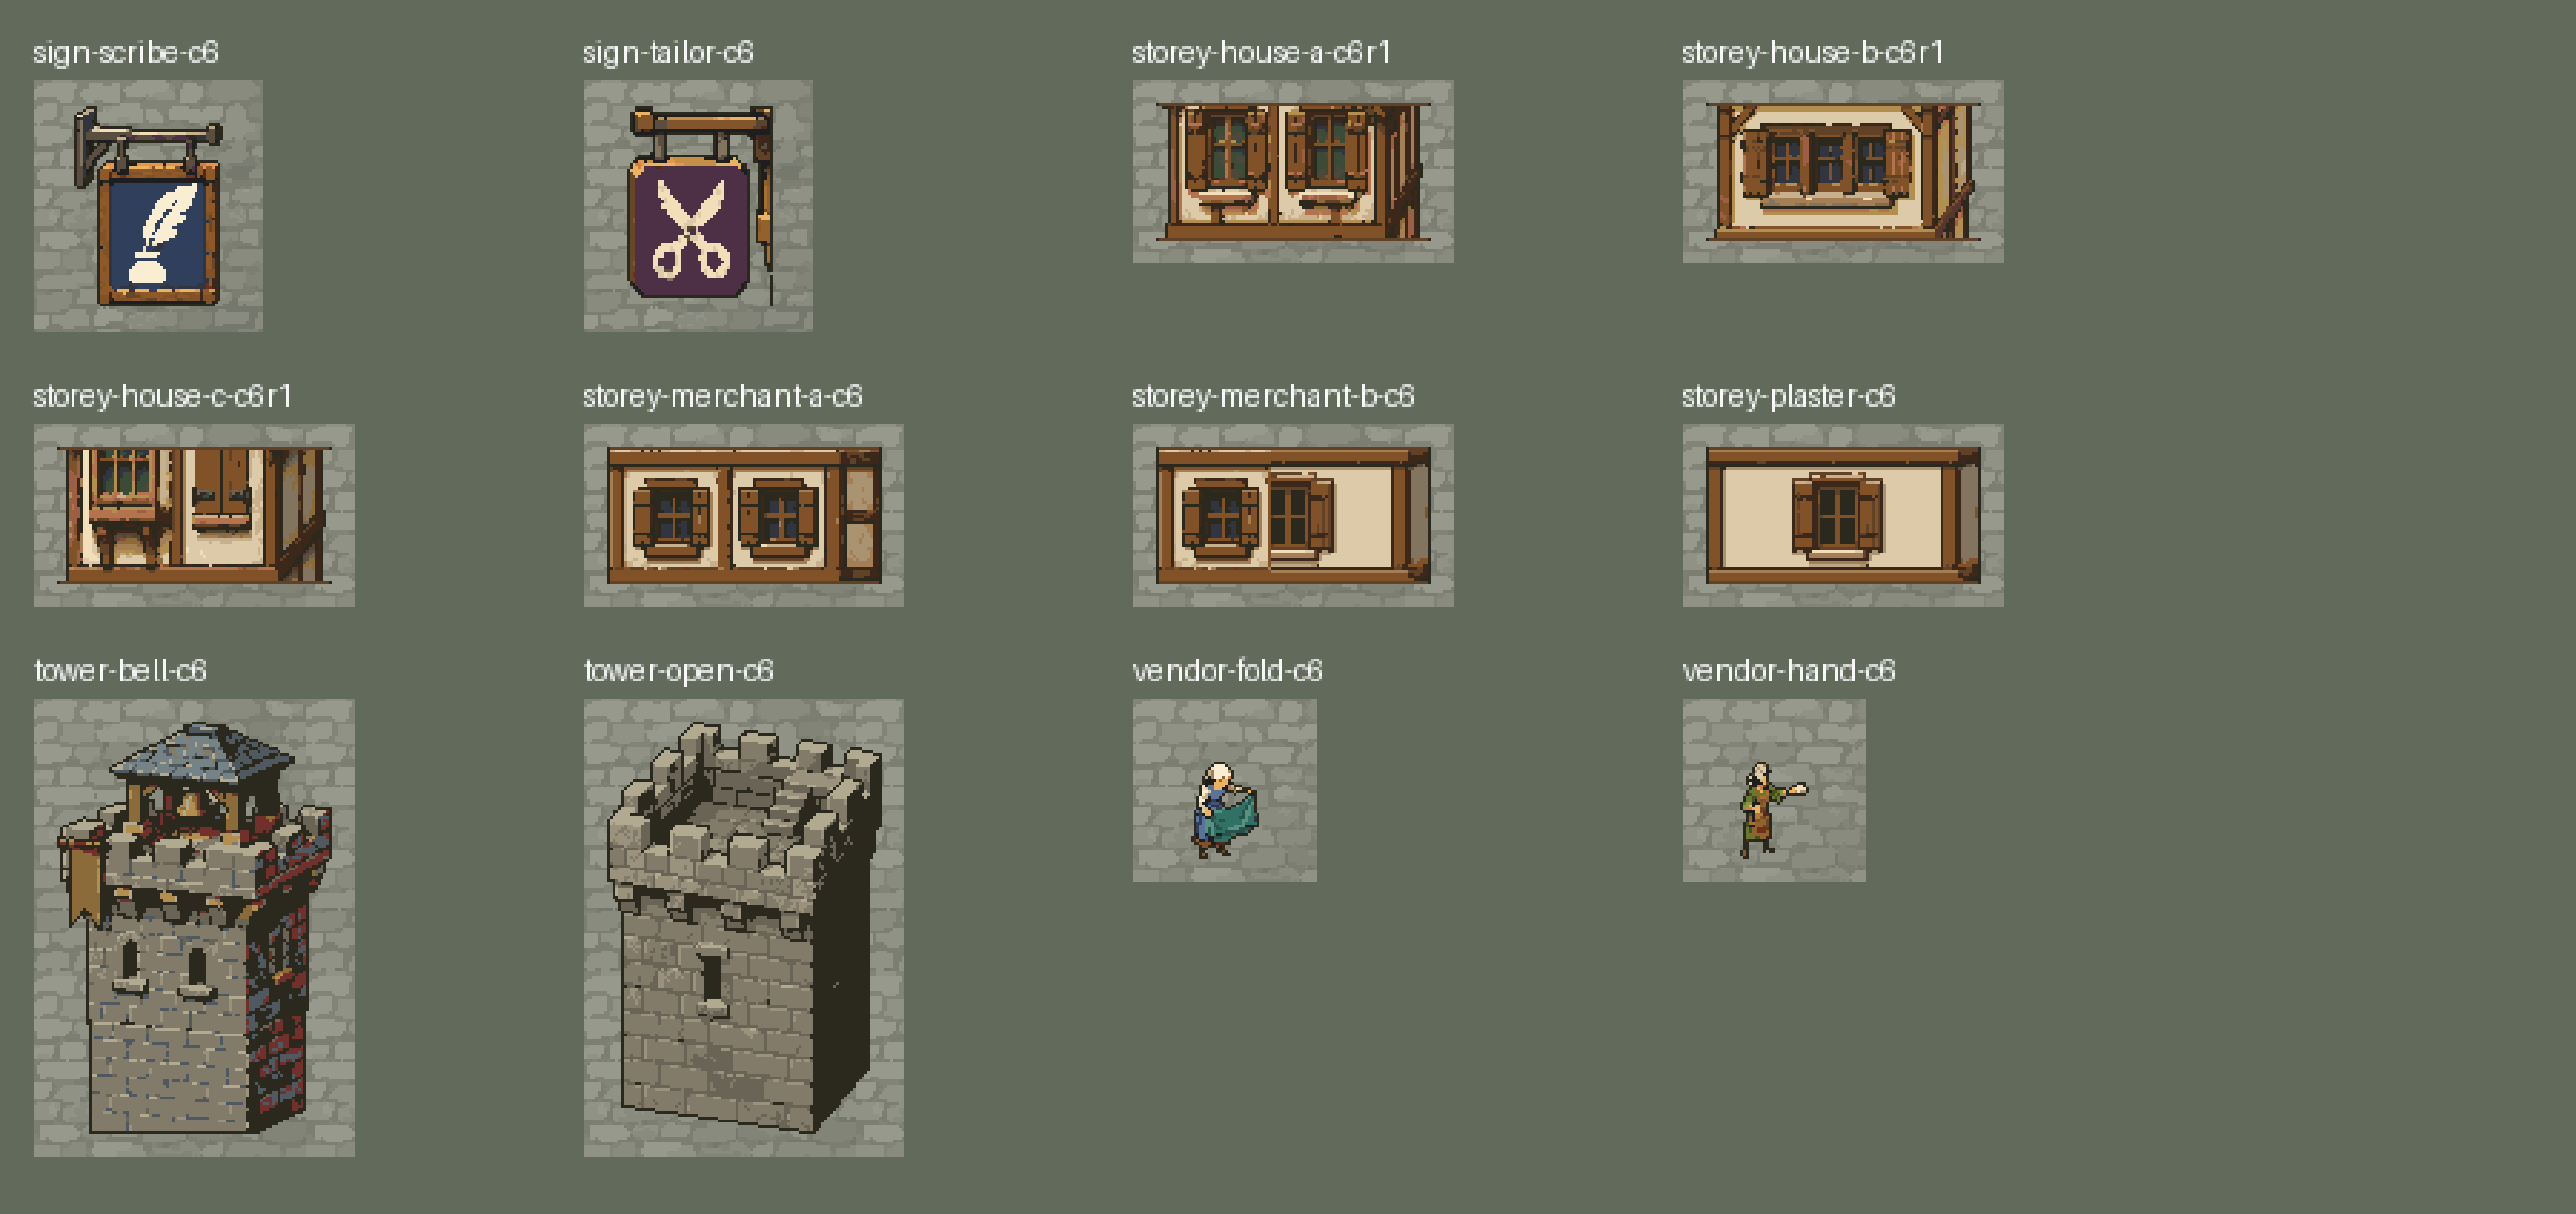 sign-scribe-c6
sign-tailor-c6
storey-house-a-c6r1
storey-house-b-c6r1
storey-house-c-c6r1
storey-merchant-a-c6
storey-merchant-b-c6
storey-plaster-c6
tower-bell-c6
tower-open-c6
vendor-fold-c6
vendor-hand-c6